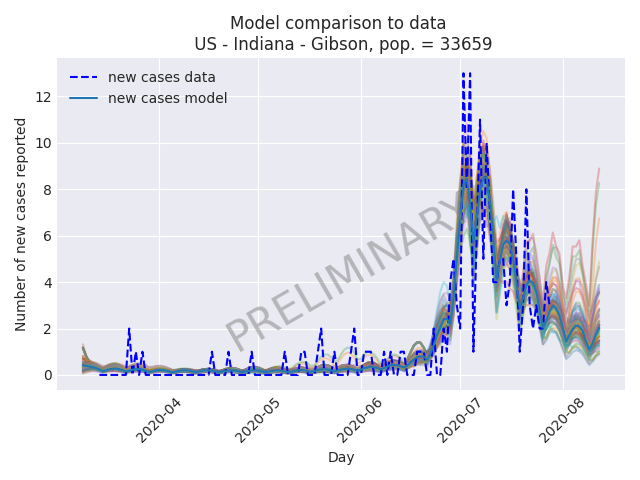 Model comparison to data
US - Indiana - Gibson, pop. = 33659
new cases data
new cases model
PRELIMINARY
Number of new cases reported
12
10
8
6
4
2
0
2020-04
2020-05
2020-06
2020-07
2020-08
Day